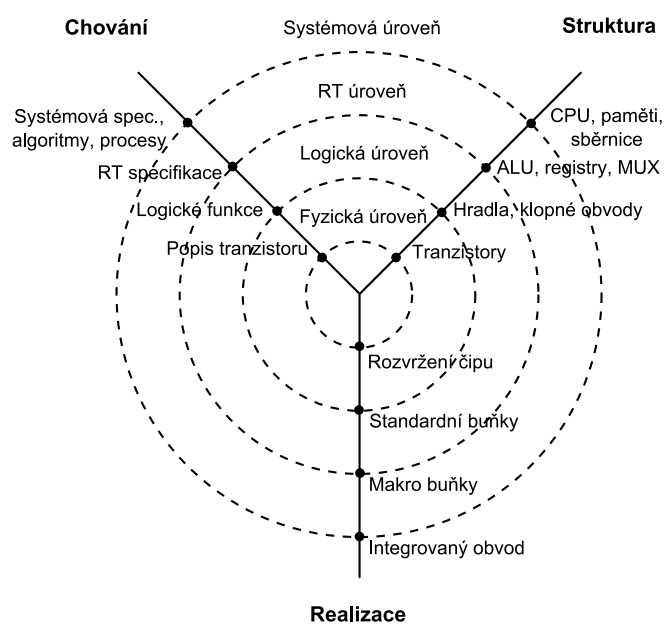 Chování
Systémová úroveň
Struktura
RT úroveň
Systémová spec.,
algoritmy, procesy
CPU, paměti,
sběrnice
Logická úroveň
RT specifikace
ALU, registry, MUX
Logické funkce
Fyzická úroveň
Hradla, klopné obvody
Popis tranzistoru
Tranzistory
Rozvržení čipu
Standardní buňky
Makro buňky
Integrovaný obvod
Realizace